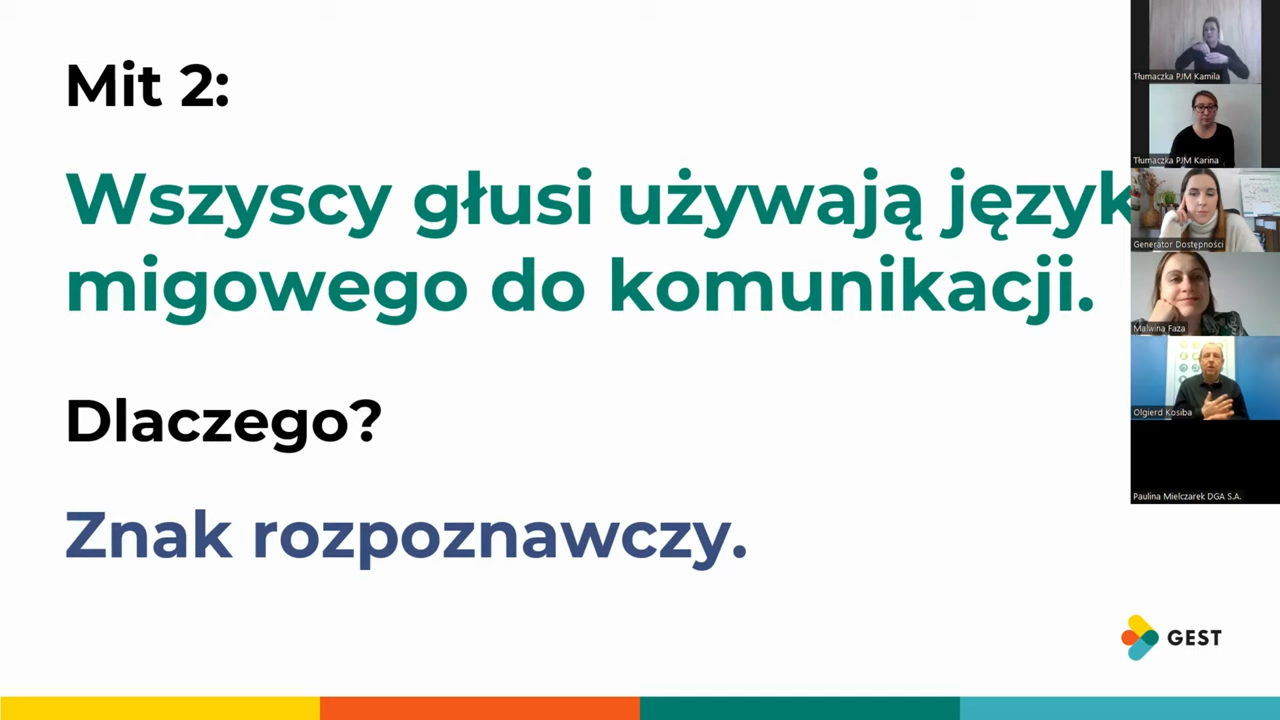 Mit 2:
Wszyscy głusi używają język
migowego do komunikacji.
Dlaczego?
Znak rozpoznawczy.
GEST
Tłumaczka PJM Kamila
Tłumaczka PJM Karina
Generator Dostępności
Malwina Faza
Olgierd Kosiba
Paulina Mielczarek DGA S.A.